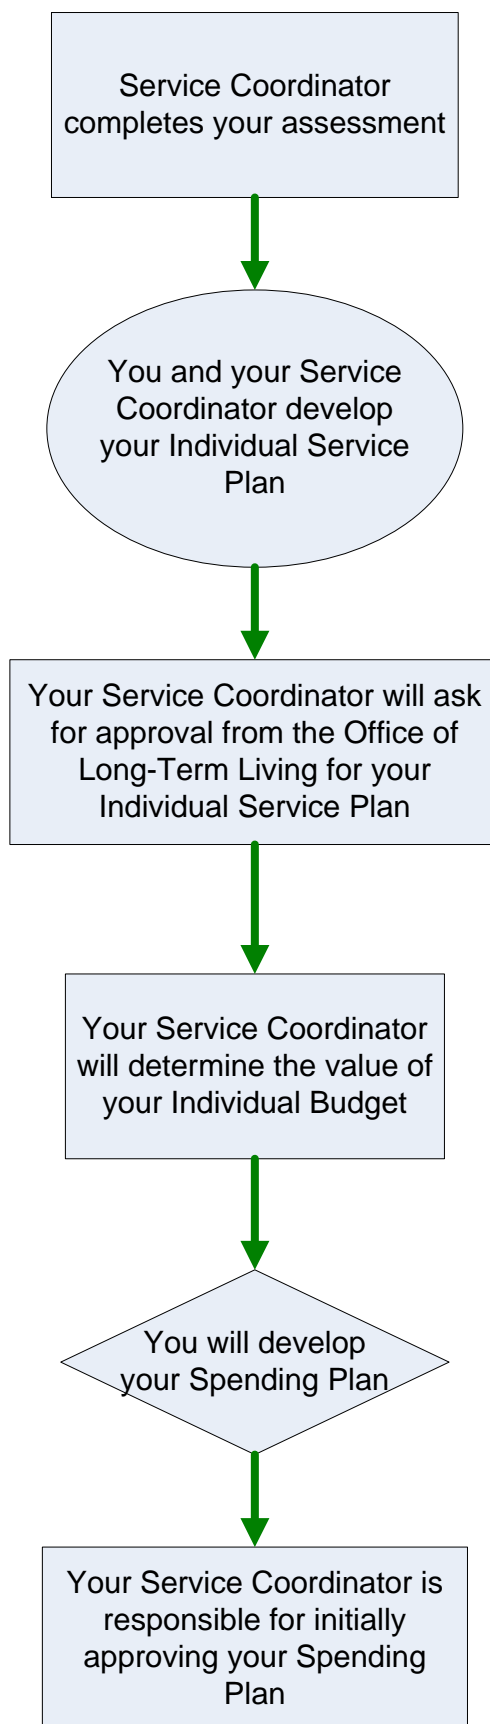 Service Coordinator
completes your assessment
You and your Service
Coordinator develop
your Individual Service
Plan
Your Service Coordinator will ask
for approval from the Office of
Long-Term Living for your
Individual Service Plan
Your Service Coordinator
will determine the value of
your Individual Budget
You will develop
your Spending Plan
Your Service Coordinator is
responsible for initially
approving your Spending
Plan